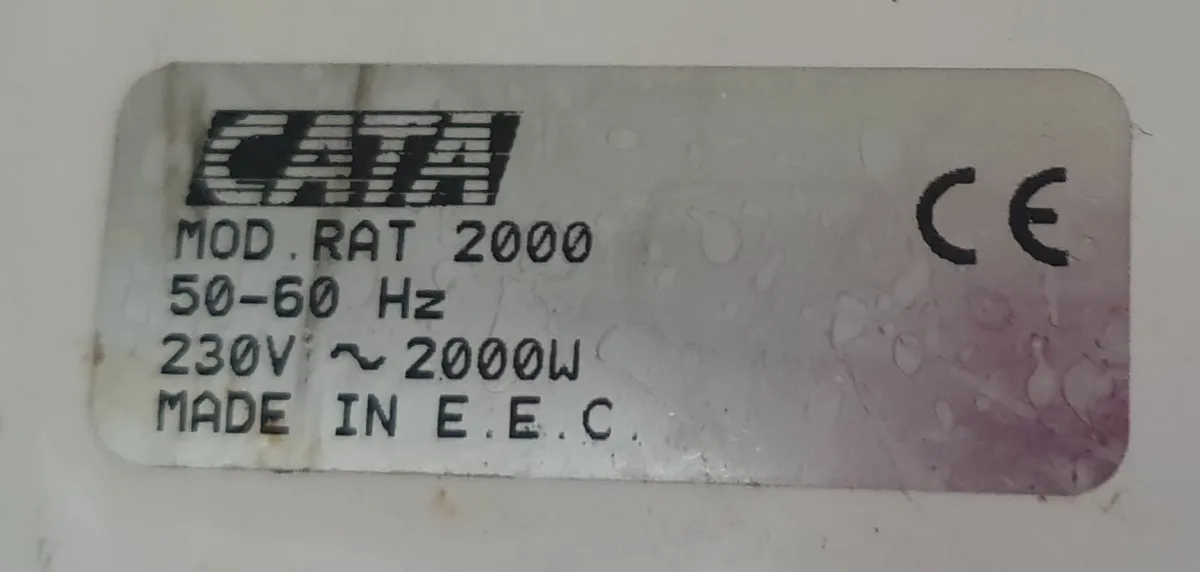 CATA
MOD.RAT 2000
50-60 Hz
230V ~ 2000W
MADE IN E.E.C.
CE